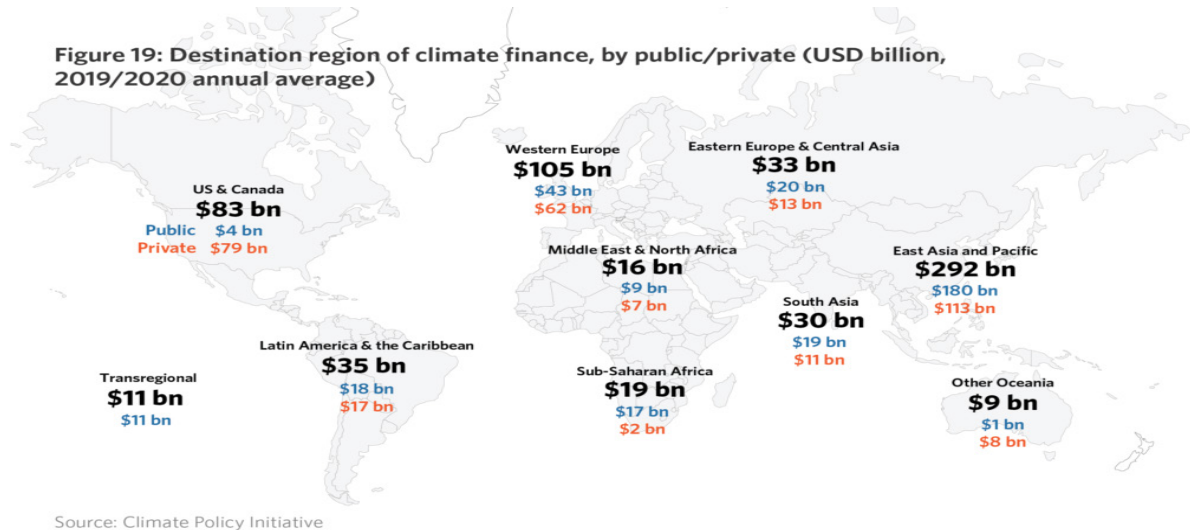 Figure 19: Destination region of climate finance, by public/private (USD billion,
2019/2020 annual average)
US & Canada
$83 bn
Public $4 bn
Private $79 bn
Western Europe
$105 bn
$43 bn
$62 bn
Eastern Europe & Central Asia
$33 bn
$20 bn
$13 bn
Middle East & North Africa
$16 bn
$9 bn
$7 bn
East Asia and Pacific
$292 bn
$180 bn
$113 bn
South Asia
$30 bn
$19 bn
$11 bn
Latin America & the Caribbean
$35 bn
$18 bn
$17 bn
Transregional
$11 bn
$11 bn
Sub-Saharan Africa
$19 bn
$17 bn
$2 bn
Other Oceania
$9 bn
$1 bn
$8 bn
Source: Climate Policy Initiative